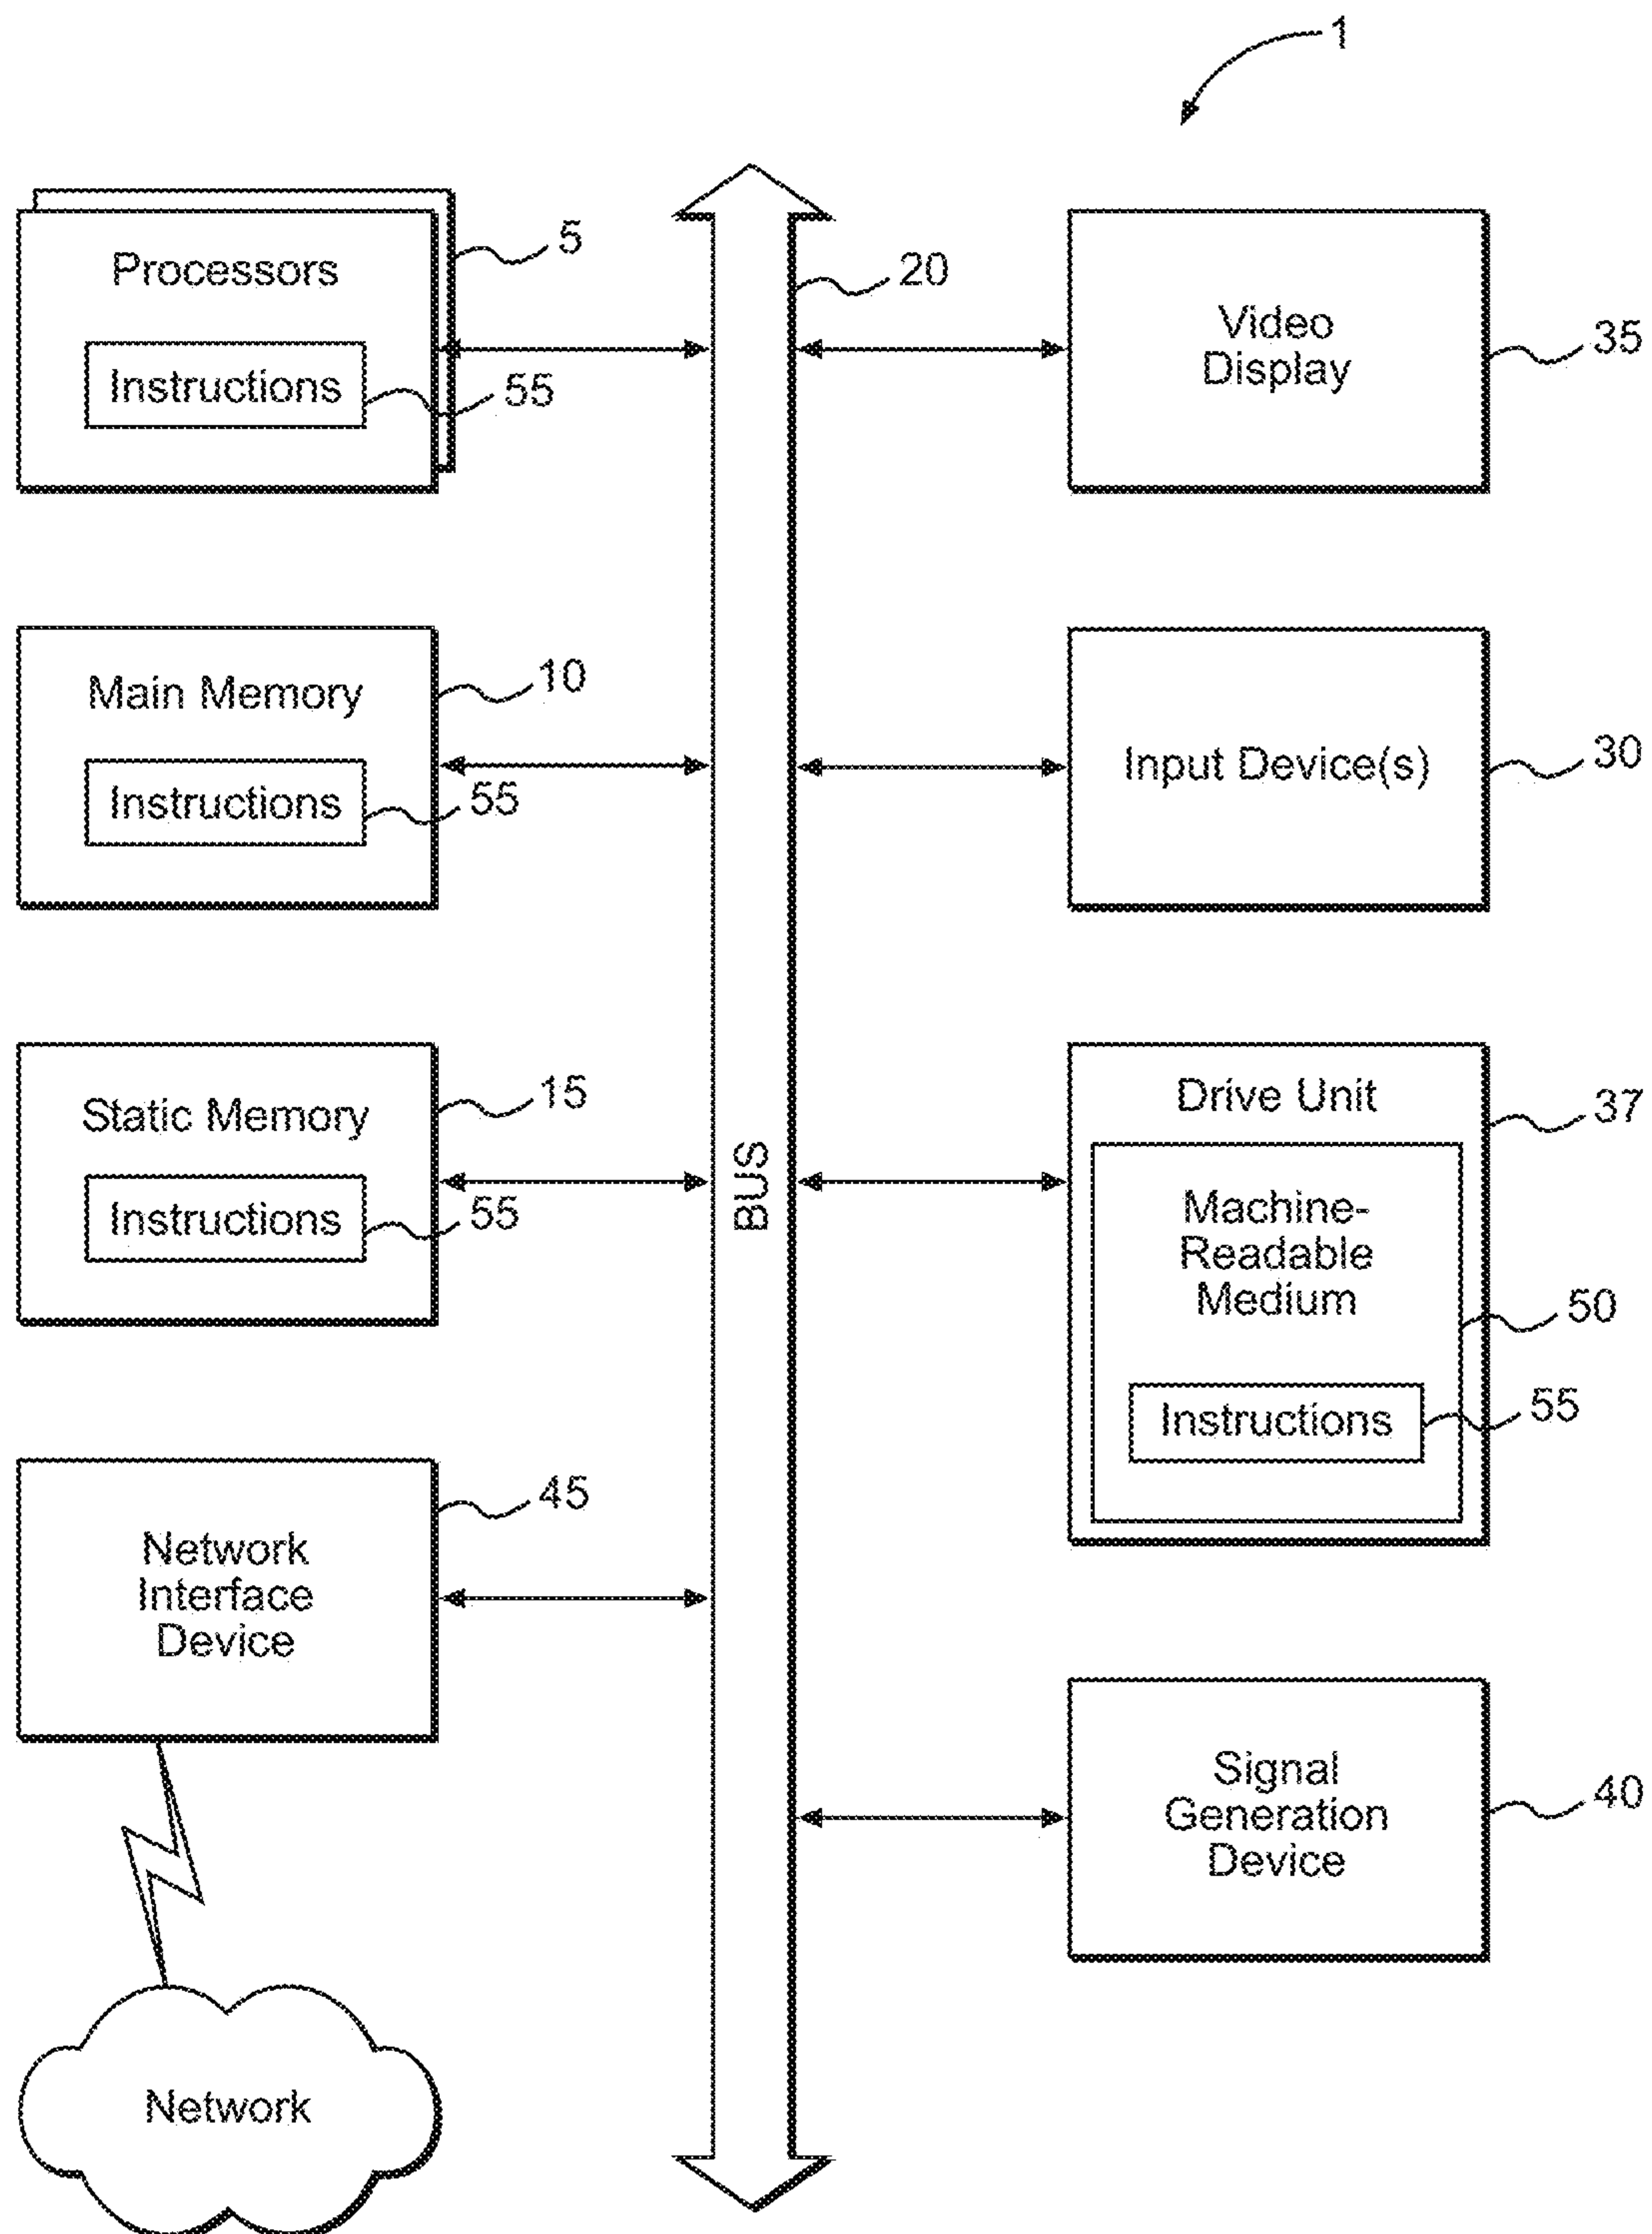 1
Processors
5
Instructions
55
20
Video
Display
35
Main Memory
10
Instructions
55
Input Device(s)
30
Static Memory
15
Instructions
55
BUS
Drive Unit
37
Machine-
Readable
Medium
50
Instructions
55
Network
Interface
Device
45
Signal
Generation
Device
40
Network